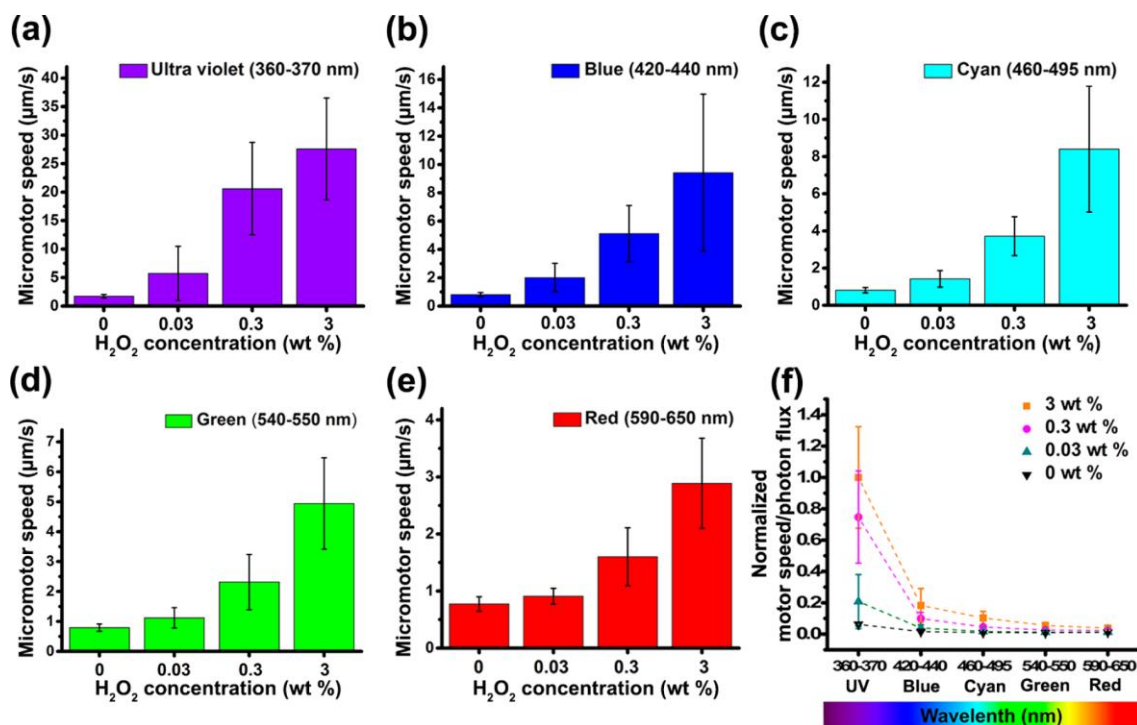 (a)
Ultra violet (360-370 nm)
Micromotor speed (µm/s)
40
35
30
25
20
15
10
5
0
0 0.03 0.3 3
H₂O₂ concentration (wt %)
(b)
Blue (420-440 nm)
Micromotor speed (µm/s)
16
14
12
10
8
6
4
2
0
0 0.03 0.3 3
H₂O₂ concentration (wt %)
(c)
Cyan (460-495 nm)
Micromotor speed (µm/s)
12
8
4
0
0 0.03 0.3 3
H₂O₂ concentration (wt %)
(d)
Green (540-550 nm)
Micromotor speed (µm/s)
7
6
5
4
3
2
1
0
0 0.03 0.3 3
H₂O₂ concentration (wt %)
(e)
Red (590-650 nm)
Micromotor speed (µm/s)
4
3
2
1
0
0 0.03 0.3 3
H₂O₂ concentration (wt %)
(f)
3 wt %
0.3 wt %
0.03 wt %
0 wt %
Normalized
motor speed/photon flux
1.4
1.2
1.0
0.8
0.6
0.4
0.2
0.0
360-370 420-440 460-495 540-550 590-650
UV Blue Cyan Green Red
Wavelenth (nm)